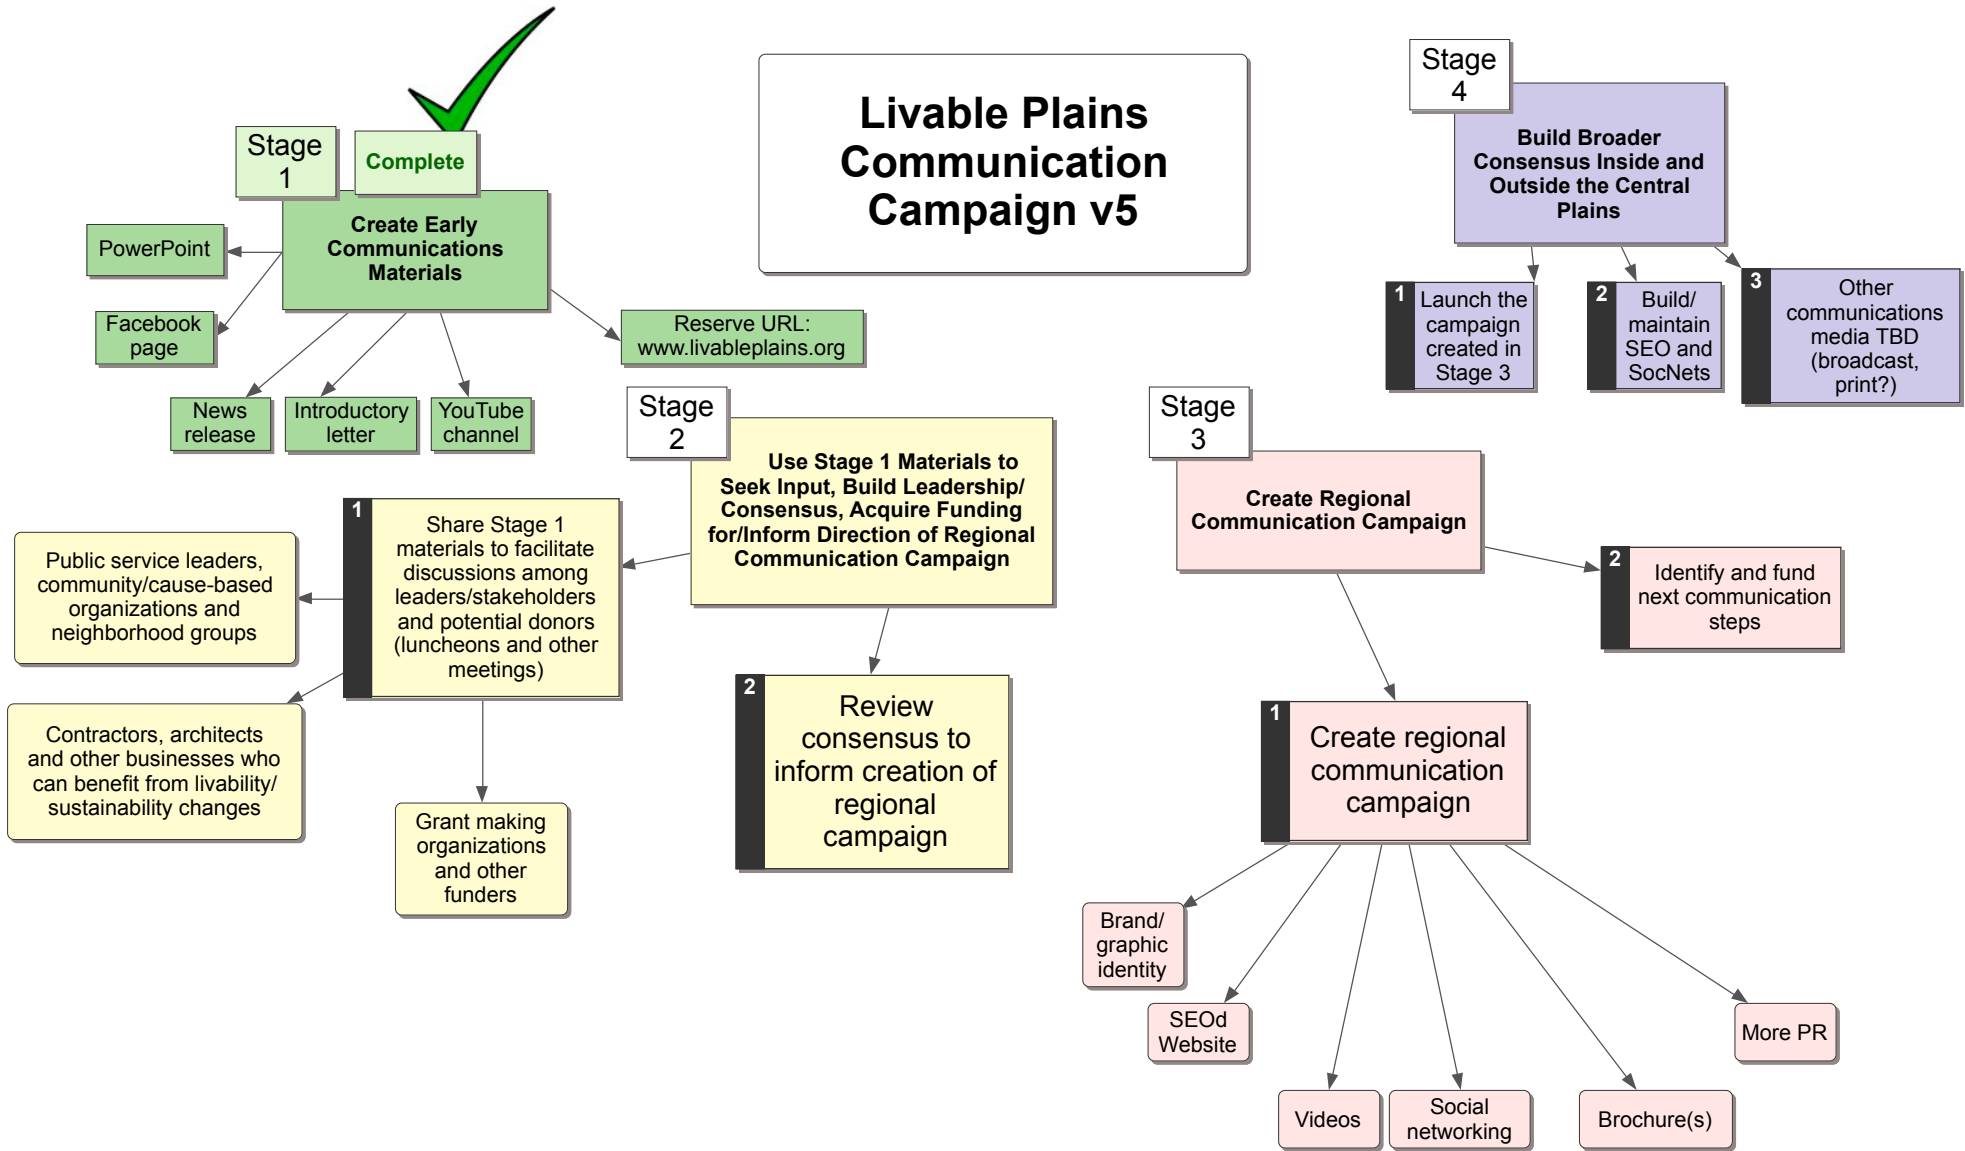 Livable Plains
Communication
Campaign v5
Stage
1
Complete
Create Early
Communications
Materials
PowerPoint
Facebook
page
News
release
Introductory
letter
YouTube
channel
Reserve URL:
www.livableplains.org
Stage
2
Use Stage 1 Materials to
Seek Input, Build Leadership/
Consensus, Acquire Funding
for/Inform Direction of Regional
Communication Campaign
1
Share Stage 1
materials to facilitate
discussions among
leaders/stakeholders
and potential donors
(luncheons and other
meetings)
Public service leaders,
community/cause-based
organizations and
neighborhood groups
Contractors, architects
and other businesses who
can benefit from livability/
sustainability changes
Grant making
organizations
and other
funders
2
Review
consensus to
inform creation of
regional
campaign
Stage
3
Create Regional
Communication Campaign
1
Create regional
communication
campaign
Brand/
graphic
identity
SEOd
Website
Videos
Social
networking
Brochure(s)
More PR
2
Identify and fund
next communication
steps
Stage
4
Build Broader
Consensus Inside and
Outside the Central
Plains
1
Launch the
campaign
created in
Stage 3
2
Build/
maintain
SEO and
SocNets
3
Other
communications
media TBD
(broadcast,
print?)